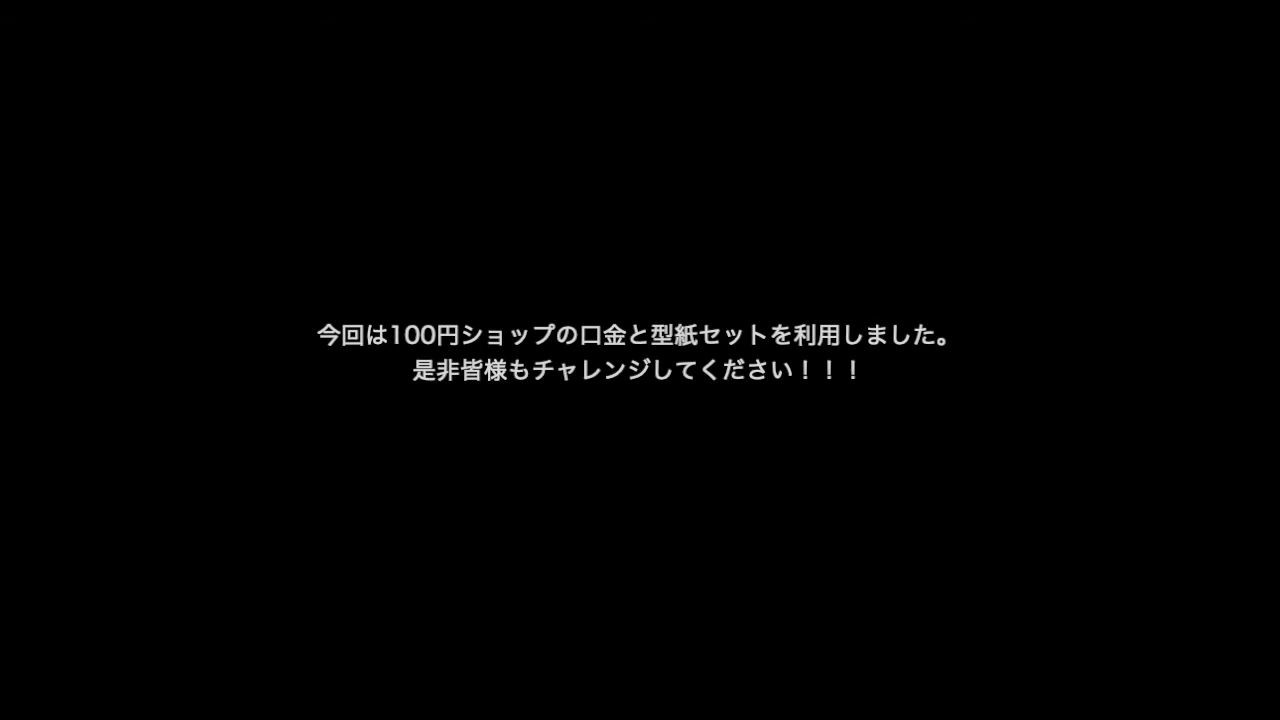 今回は100円ショップの口金と型紙セットを利用しました。
是非皆様もチャレンジしてください！！！